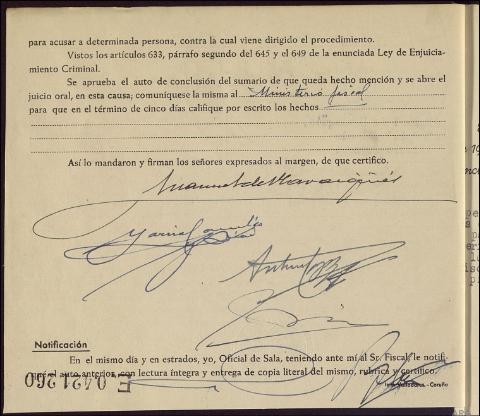 para acusar a determinada persona, contra la cual viene dirigido el procedimiento.
Vistos los artículos 633, párrafo segundo del 645 y el 649 de la enunciada Ley de Enjuicia-
miento Criminal.
Se aprueba el auto de conclusión del sumario de que queda hecho mención y se abre el
juicio oral, en esta causa; comuníquese la misma al Ministerio fiscal
para que en el término de cinco días califique por escrito los hechos
Así lo mandaron y firman los señores expresados al margen, de que certifico.
Manuel de
Notificación
En el mismo día y en estrados, yo, Oficial de Sala, teniendo ante mí al Sr. Fiscal, le notifi-
qué el auto anterior, con lectura íntegra y entrega de copia literal del mismo, rubrica y certifico.
E 0421260